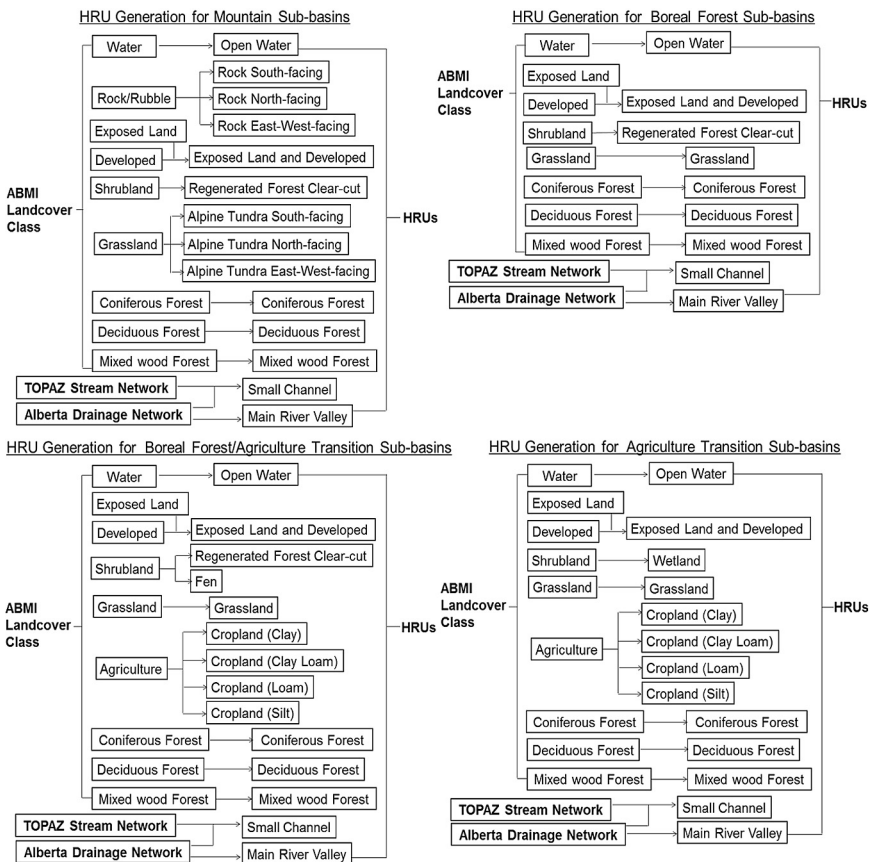 HRU Generation for Mountain Sub-basins
Water
Open Water
Rock/Rubble
Rock South-facing
Rock North-facing
Rock East-West-facing
Exposed Land
Developed
Exposed Land and Developed
Shrubland
Regenerated Forest Clear-cut
ABMI
Landcover
Class
Grassland
Alpine Tundra South-facing
Alpine Tundra North-facing
Alpine Tundra East-West-facing
HRUs
Coniferous Forest
Coniferous Forest
Deciduous Forest
Deciduous Forest
Mixed wood Forest
Mixed wood Forest
TOPAZ Stream Network
Small Channel
Alberta Drainage Network
Main River Valley
HRU Generation for Boreal Forest Sub-basins
Water
Open Water
ABMI
Landcover
Class
Exposed Land
Developed
Exposed Land and Developed
HRUs
Shrubland
Regenerated Forest Clear-cut
Grassland
Grassland
Coniferous Forest
Coniferous Forest
Deciduous Forest
Deciduous Forest
Mixed wood Forest
Mixed wood Forest
TOPAZ Stream Network
Small Channel
Alberta Drainage Network
Main River Valley
HRU Generation for Boreal Forest/Agriculture Transition Sub-basins
Water
Open Water
Exposed Land
Developed
Exposed Land and Developed
Shrubland
Regenerated Forest Clear-cut
Fen
ABMI
Landcover
Class
Grassland
Grassland
HRUs
Agriculture
Cropland (Clay)
Cropland (Clay Loam)
Cropland (Loam)
Cropland (Silt)
Coniferous Forest
Coniferous Forest
Deciduous Forest
Deciduous Forest
Mixed wood Forest
Mixed wood Forest
TOPAZ Stream Network
Small Channel
Alberta Drainage Network
Main River Valley
HRU Generation for Agriculture Transition Sub-basins
Water
Open Water
Exposed Land
Developed
Exposed Land and Developed
Shrubland
Wetland
ABMI
Landcover
Class
Grassland
Grassland
HRUs
Agriculture
Cropland (Clay)
Cropland (Clay Loam)
Cropland (Loam)
Cropland (Silt)
Coniferous Forest
Coniferous Forest
Deciduous Forest
Deciduous Forest
Mixed wood Forest
Mixed wood Forest
TOPAZ Stream Network
Small Channel
Alberta Drainage Network
Main River Valley